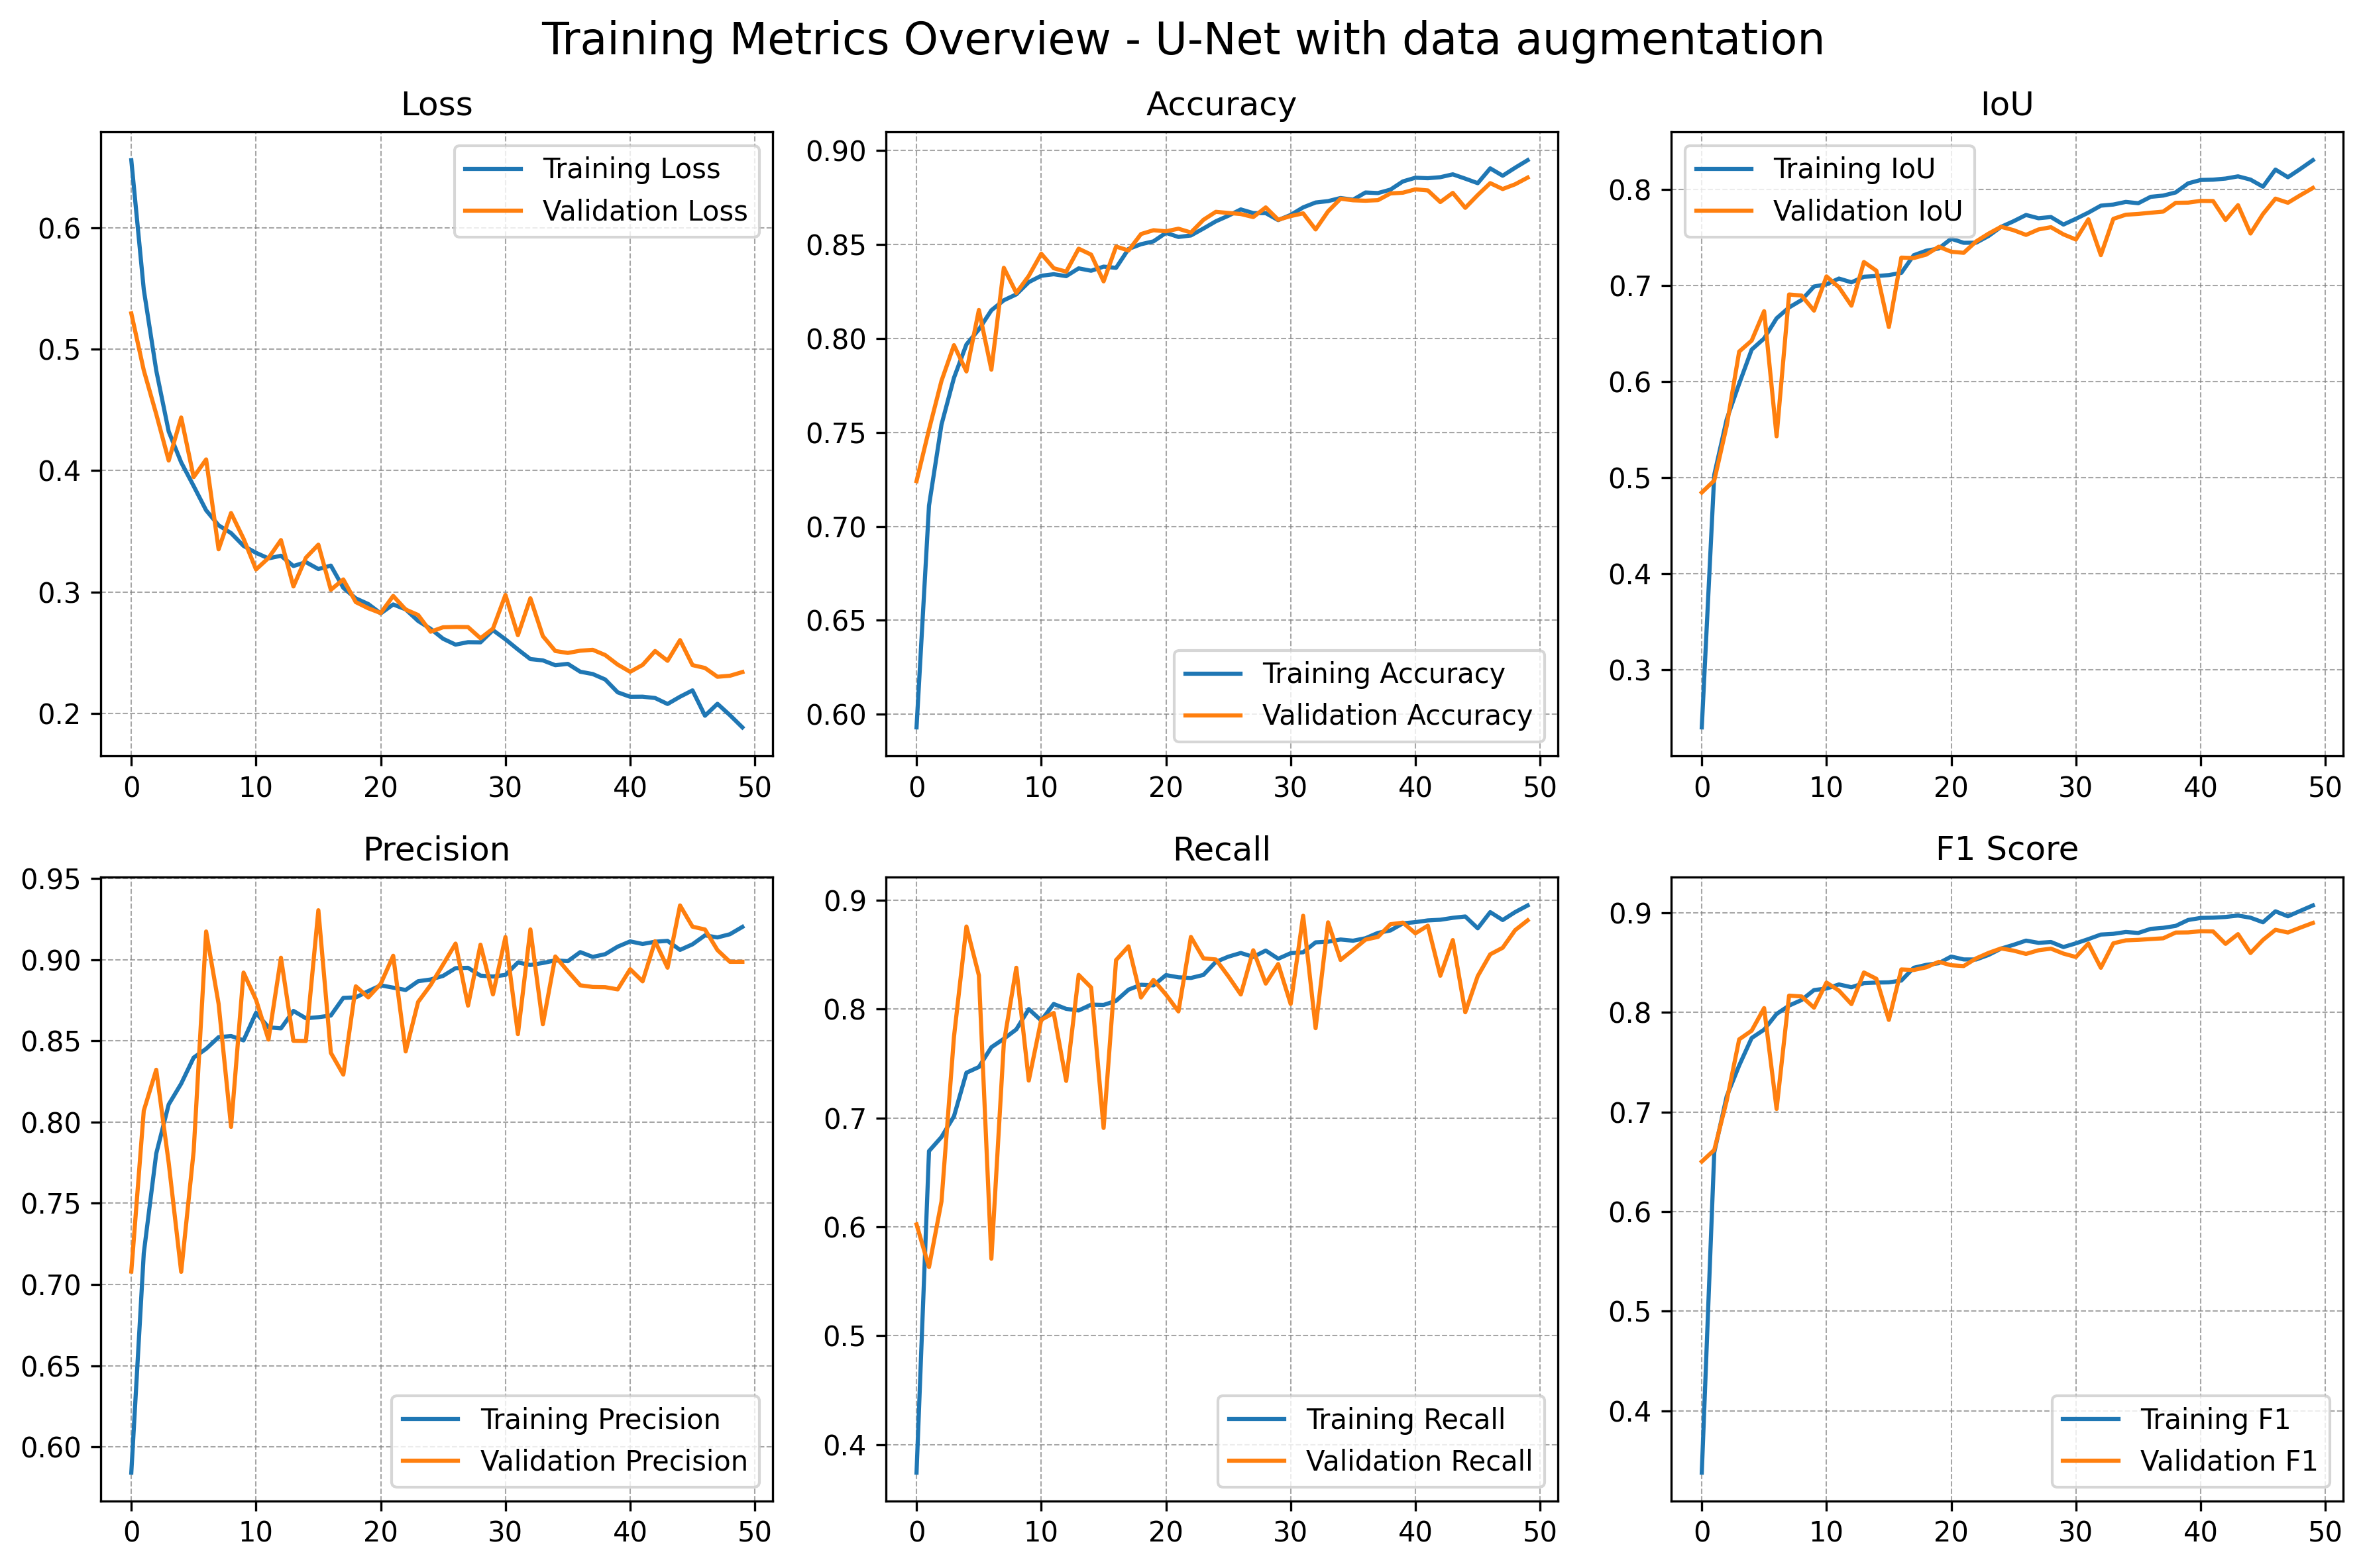 Training Metrics Overview - U-Net with data augmentation
Loss
Training Loss
Validation Loss
0.6
0.5
0.4
0.3
0.2
0 10 20 30 40 50
Accuracy
0.90
0.85
0.80
0.75
0.70
0.65
0.60
Training Accuracy
Validation Accuracy
0 10 20 30 40 50
IoU
Training IoU
Validation IoU
0.8
0.7
0.6
0.5
0.4
0.3
0 10 20 30 40 50
Precision
0.95
0.90
0.85
0.80
0.75
0.70
0.65
0.60
Training Precision
Validation Precision
0 10 20 30 40 50
Recall
0.9
0.8
0.7
0.6
0.5
0.4
Training Recall
Validation Recall
0 10 20 30 40 50
F1 Score
0.9
0.8
0.7
0.6
0.5
0.4
Training F1
Validation F1
0 10 20 30 40 50